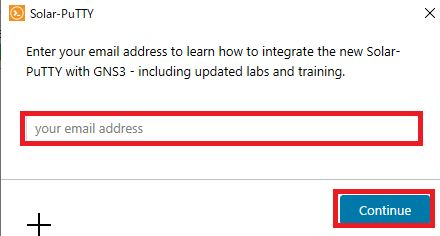 Solar-PuTTY
Enter your email address to learn how to integrate the new Solar-
PuTTY with GNS3 - including updated labs and training.
your email address
Continue